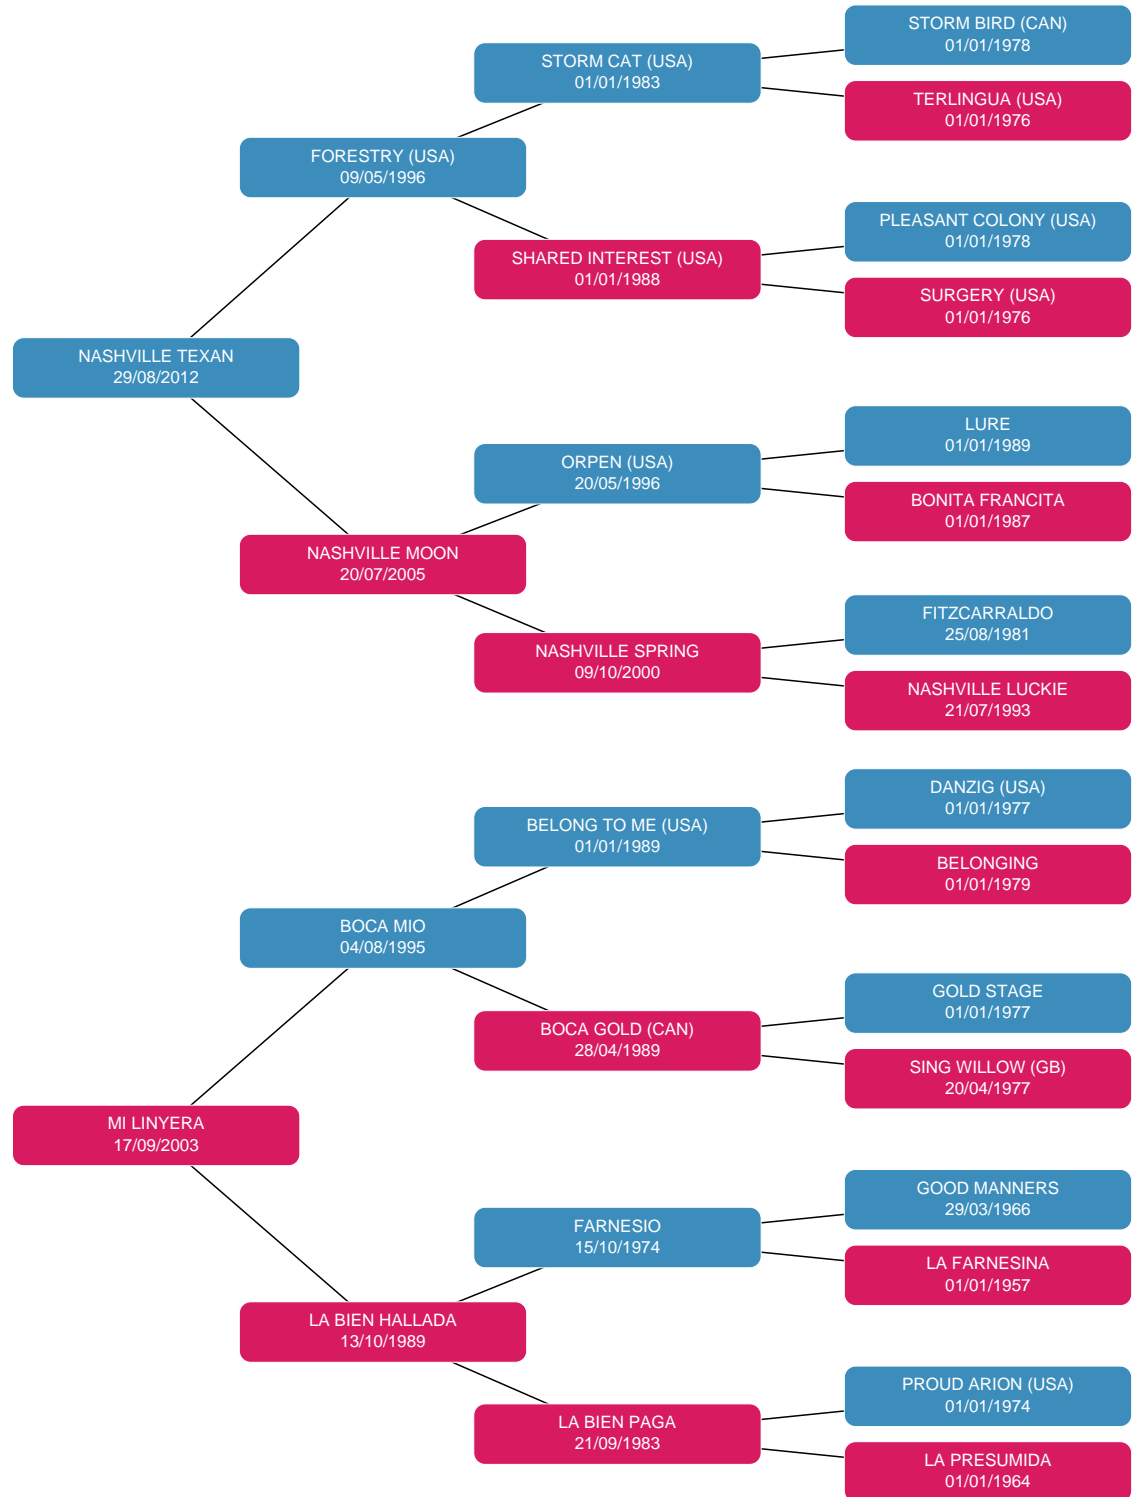 STORM BIRD (CAN)
01/01/1978
STORM CAT (USA)
01/01/1983
TERLINGUA (USA)
01/01/1976
FORESTRY (USA)
09/05/1996
PLEASANT COLONY (USA)
01/01/1978
SHARED INTEREST (USA)
01/01/1988
SURGERY (USA)
01/01/1976
NASHVILLE TEXAN
29/08/2012
LURE
01/01/1989
ORPEN (USA)
20/05/1996
BONITA FRANCITA
01/01/1987
NASHVILLE MOON
20/07/2005
FITZCARRALDO
25/08/1981
NASHVILLE SPRING
09/10/2000
NASHVILLE LUCKIE
21/07/1993
DANZIG (USA)
01/01/1977
BELONG TO ME (USA)
01/01/1989
BELONGING
01/01/1979
BOCA MIO
04/08/1995
GOLD STAGE
01/01/1977
BOCA GOLD (CAN)
28/04/1989
SING WILLOW (GB)
20/04/1977
MI LINYERA
17/09/2003
GOOD MANNERS
29/03/1966
FARNESIO
15/10/1974
LA FARNESINA
01/01/1957
LA BIEN HALLADA
13/10/1989
PROUD ARION (USA)
01/01/1974
LA BIEN PAGA
21/09/1983
LA PRESUMIDA
01/01/1964